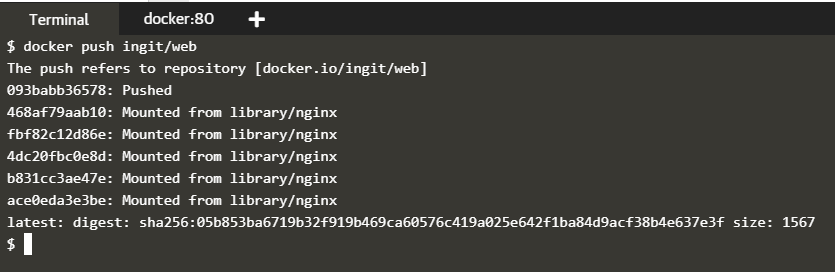 Terminal docker:80 +
$ docker push ingit/web
The push refers to repository [docker.io/ingit/web]
093babb36578: Pushed
468af79aab10: Mounted from library/nginx
fbf82c12d86e: Mounted from library/nginx
4dc20fbc0e8d: Mounted from library/nginx
b831cc3ae47e: Mounted from library/nginx
ace0eda3e3be: Mounted from library/nginx
latest: digest: sha256:05b853ba6719b32f919b469ca60576c419a025e642f1ba84d9acf38b4e637e3f size: 1567
$